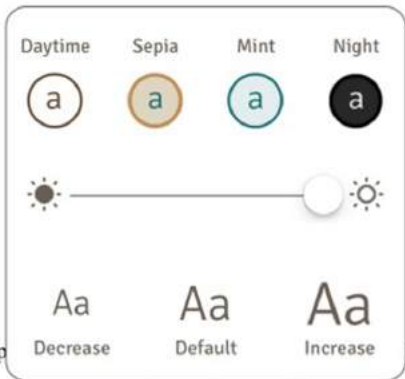 Daytime Sepia Mint Night
a a a a
Aa Aa Aa
p
Decrease Default Increase